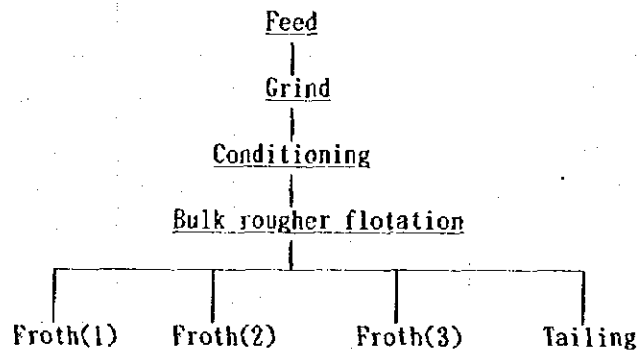 Feed
Grind
Conditioning
Bulk rougher flotation
Froth(1) Froth(2) Froth(3) Tailing